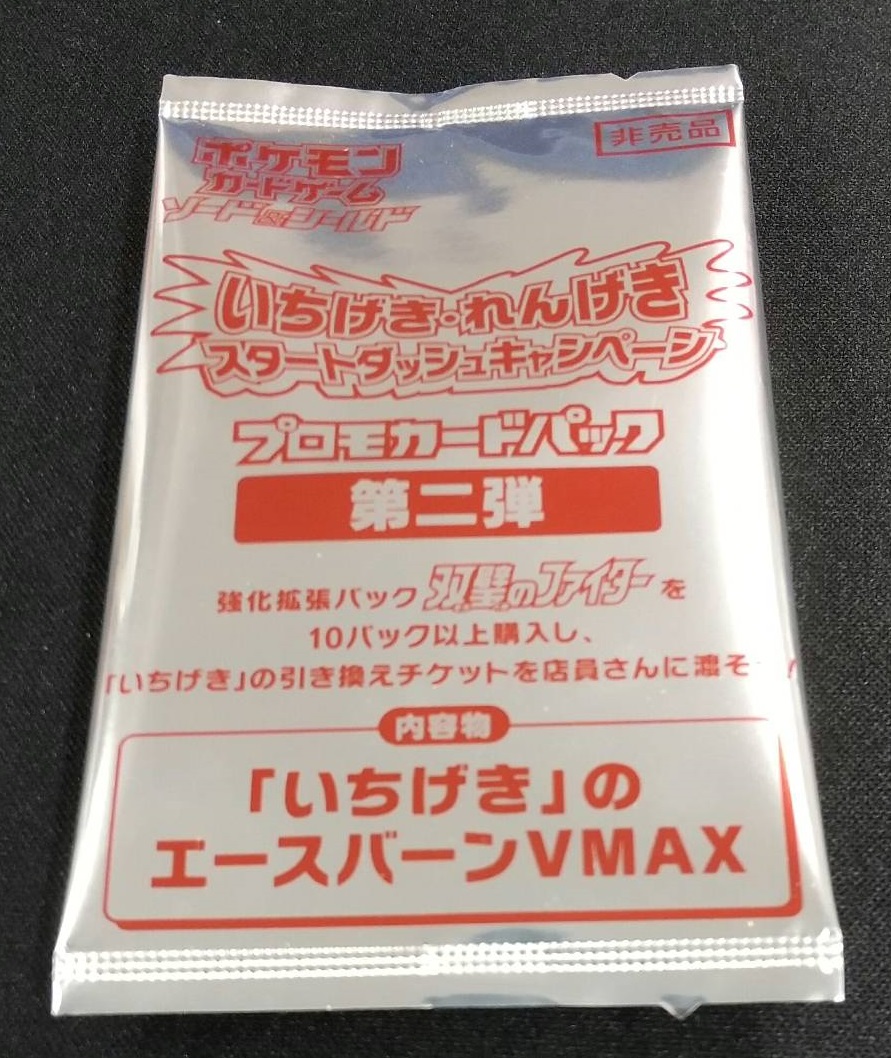 非売品
ポケモン
カードゲーム
ソード&シールド
いちげき・れんげき
スタートダッシュキャンペーン
プロモカードパック
第二弾
強化拡張パック 双璧のファイターを
10パック以上購入し、
「いちげき」の引き換えチケットを店員さんに渡そ
内容物
「いちげき」の
エースバーンVMAX